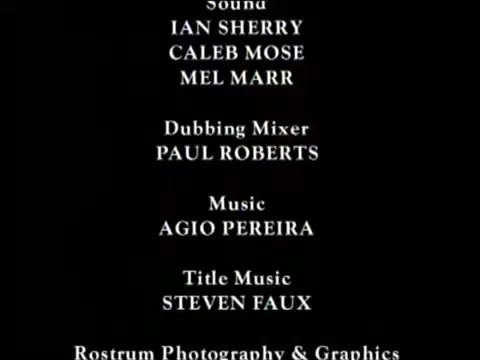 Sound
IAN SHERRY
CALEB MOSE
MEL MARR
Dubbing Mixer
PAUL ROBERTS
Music
AGIO PEREIRA
Title Music
STEVEN FAUX
Rostrum Photography & Graphics